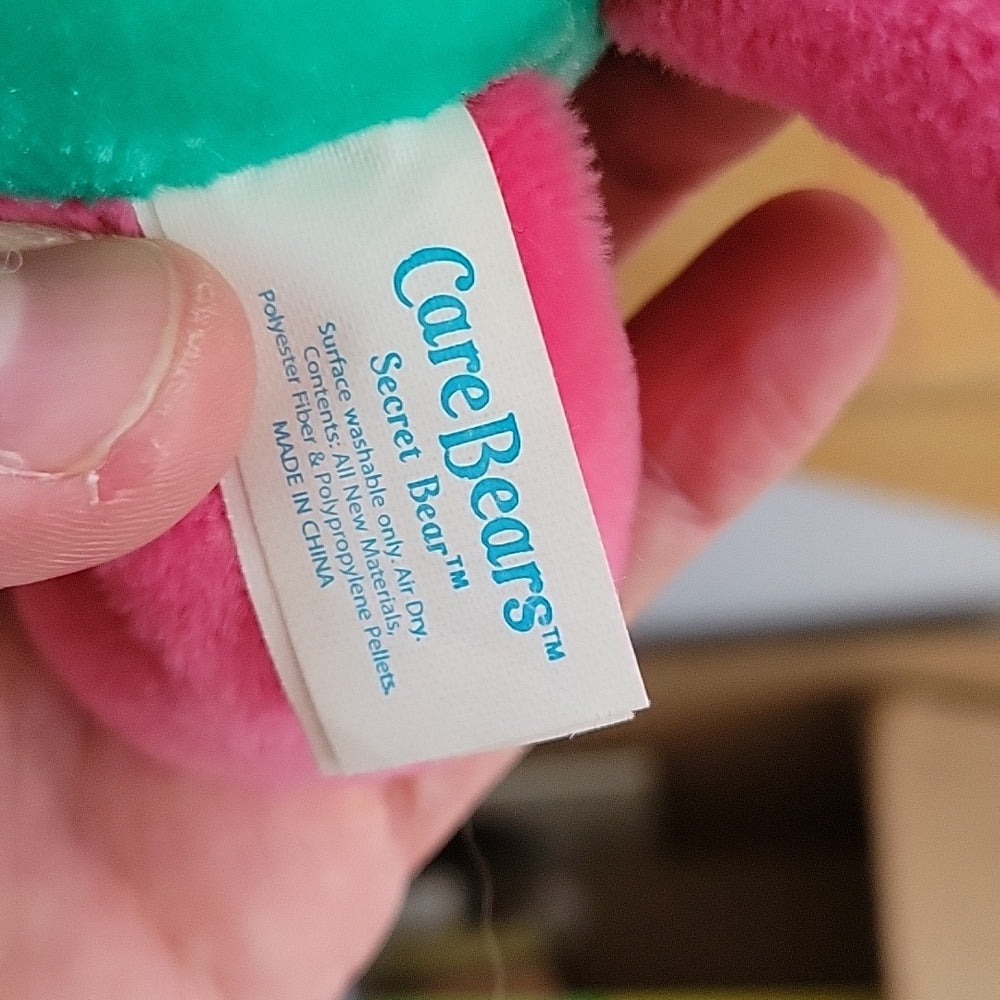 CareBears™
Secret Bear™
Surface washable only. Air Dry.
Contents: All New Materials,
Polyester Fiber & Polypropylene Pellets.
MADE IN CHINA